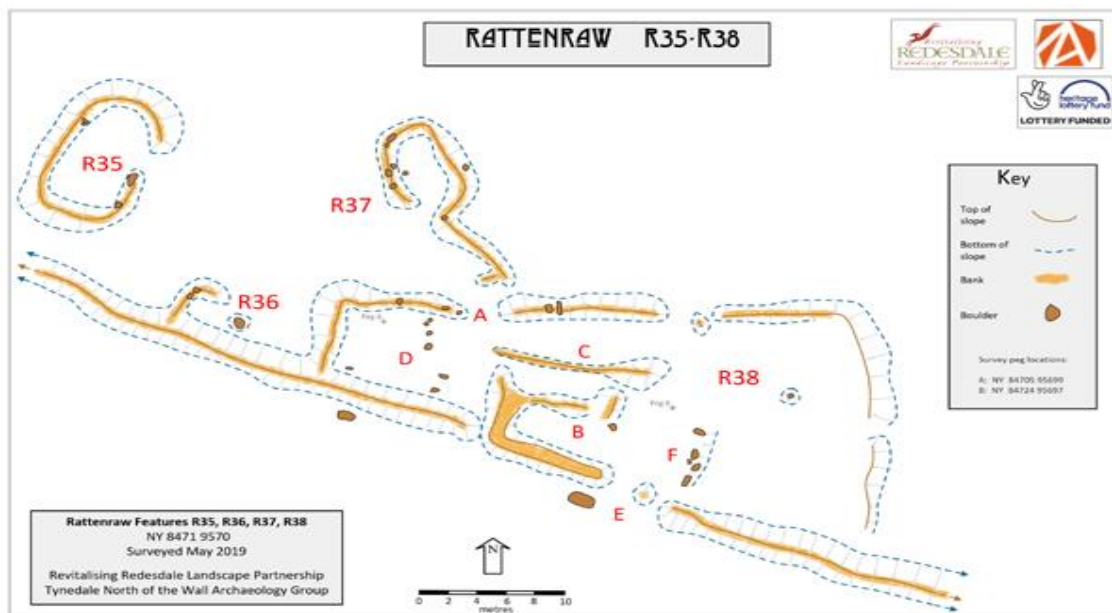 RATTENRAW R35·R38
Revitalising
REDESDALE
Landscape Partnership
heritage
lottery fund
LOTTERY FUNDED
R35
R37
R36
A
D
C
R38
B
F
E
Peg A
Peg B
Key
Top of
slope
Bottom of
slope
Bank
Boulder
Survey peg locations:
A: NY 84705 95699
B: NY 84724 95697
Rattenraw Features R35, R36, R37, R38
NY 8471 9570
Surveyed May 2019
Revitalising Redesdale Landscape Partnership
Tynedale North of the Wall Archaeology Group
N
0 2 4 6 8 10
metres